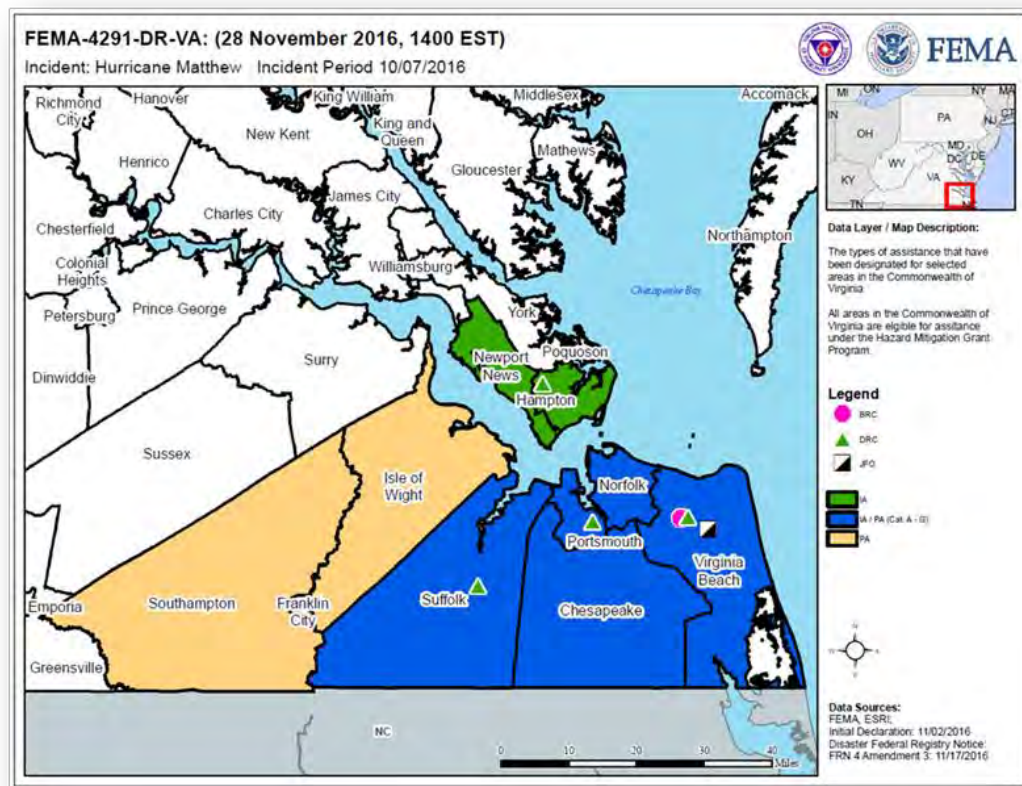 FEMA-4291-DR-VA: (28 November 2016, 1400 EST)
Incident: Hurricane Matthew Incident Period 10/07/2016
FEMA
Richmond
City
Hanover
King William
King and
Queen
Middlesex
Accomack
New Kent
Mathews
Henrico
Gloucester
James City
Charles City
Chesterfield
Northampton
Colonial
Heights
Williamsburg
Chesapeake Bay
Prince George
York
Petersburg
Surry
Poquoson
Newport
News
Dinwiddie
Hampton
Sussex
Isle of
Wight
Norfolk
Portsmouth
Virginia
Beach
Emporia
Southampton
Franklin
City
Suffolk
Chesapeake
Greensville
NC
0 10 20 30 40
Miles
MI
ON
NY
MA
IN
OH
PA
NJ
CT
MD
DE
DC
WV
VA
KY
TN
NC
Data Layer / Map Description:
The types of assistance that have
been designated for selected
areas in the Commonwealth of
Virginia
All areas in the Commonwealth of
Virginia are elgible for assitance
under the Hazard Mitigation Grant
Program.
Legend
BRC
DRC
JFO
IA
IA / PA (Cat. A - G)
PA
Data Sources:
FEMA, ESRI;
Initial Declaration: 11/02/2016
Disaster Federal Registry Notice:
FRN 4 Amendment 3: 11/17/2016